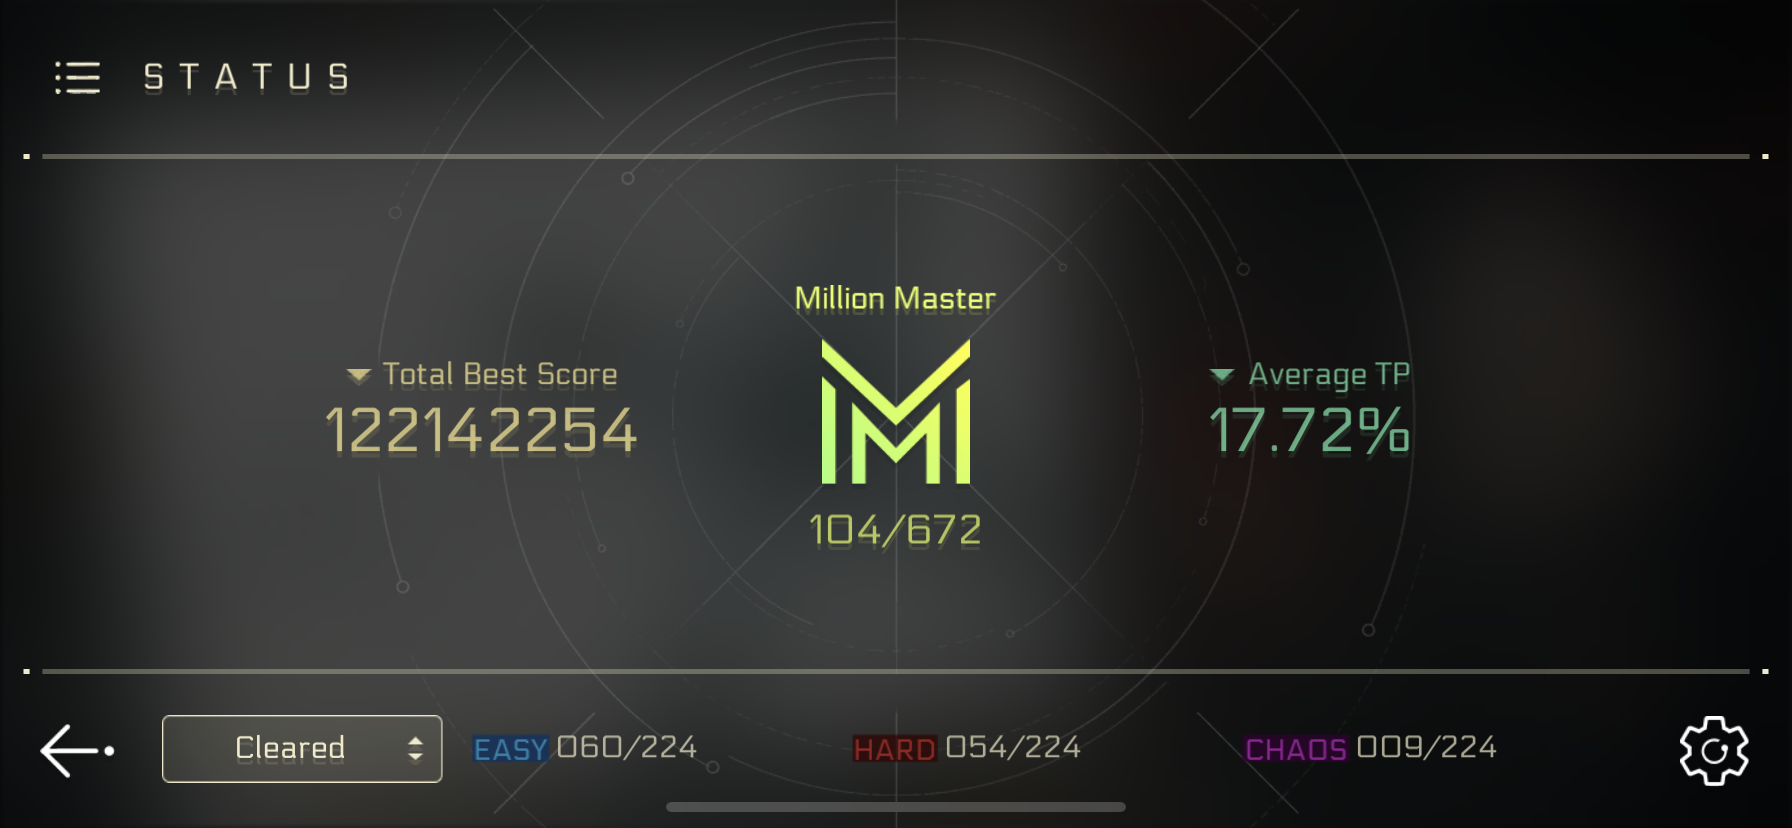 STATUS
Million Master
Total Best Score
122142254
Average TP
17.72%
104/672
Cleared
EASY 060/224
HARD 054/224
CHAOS 009/224